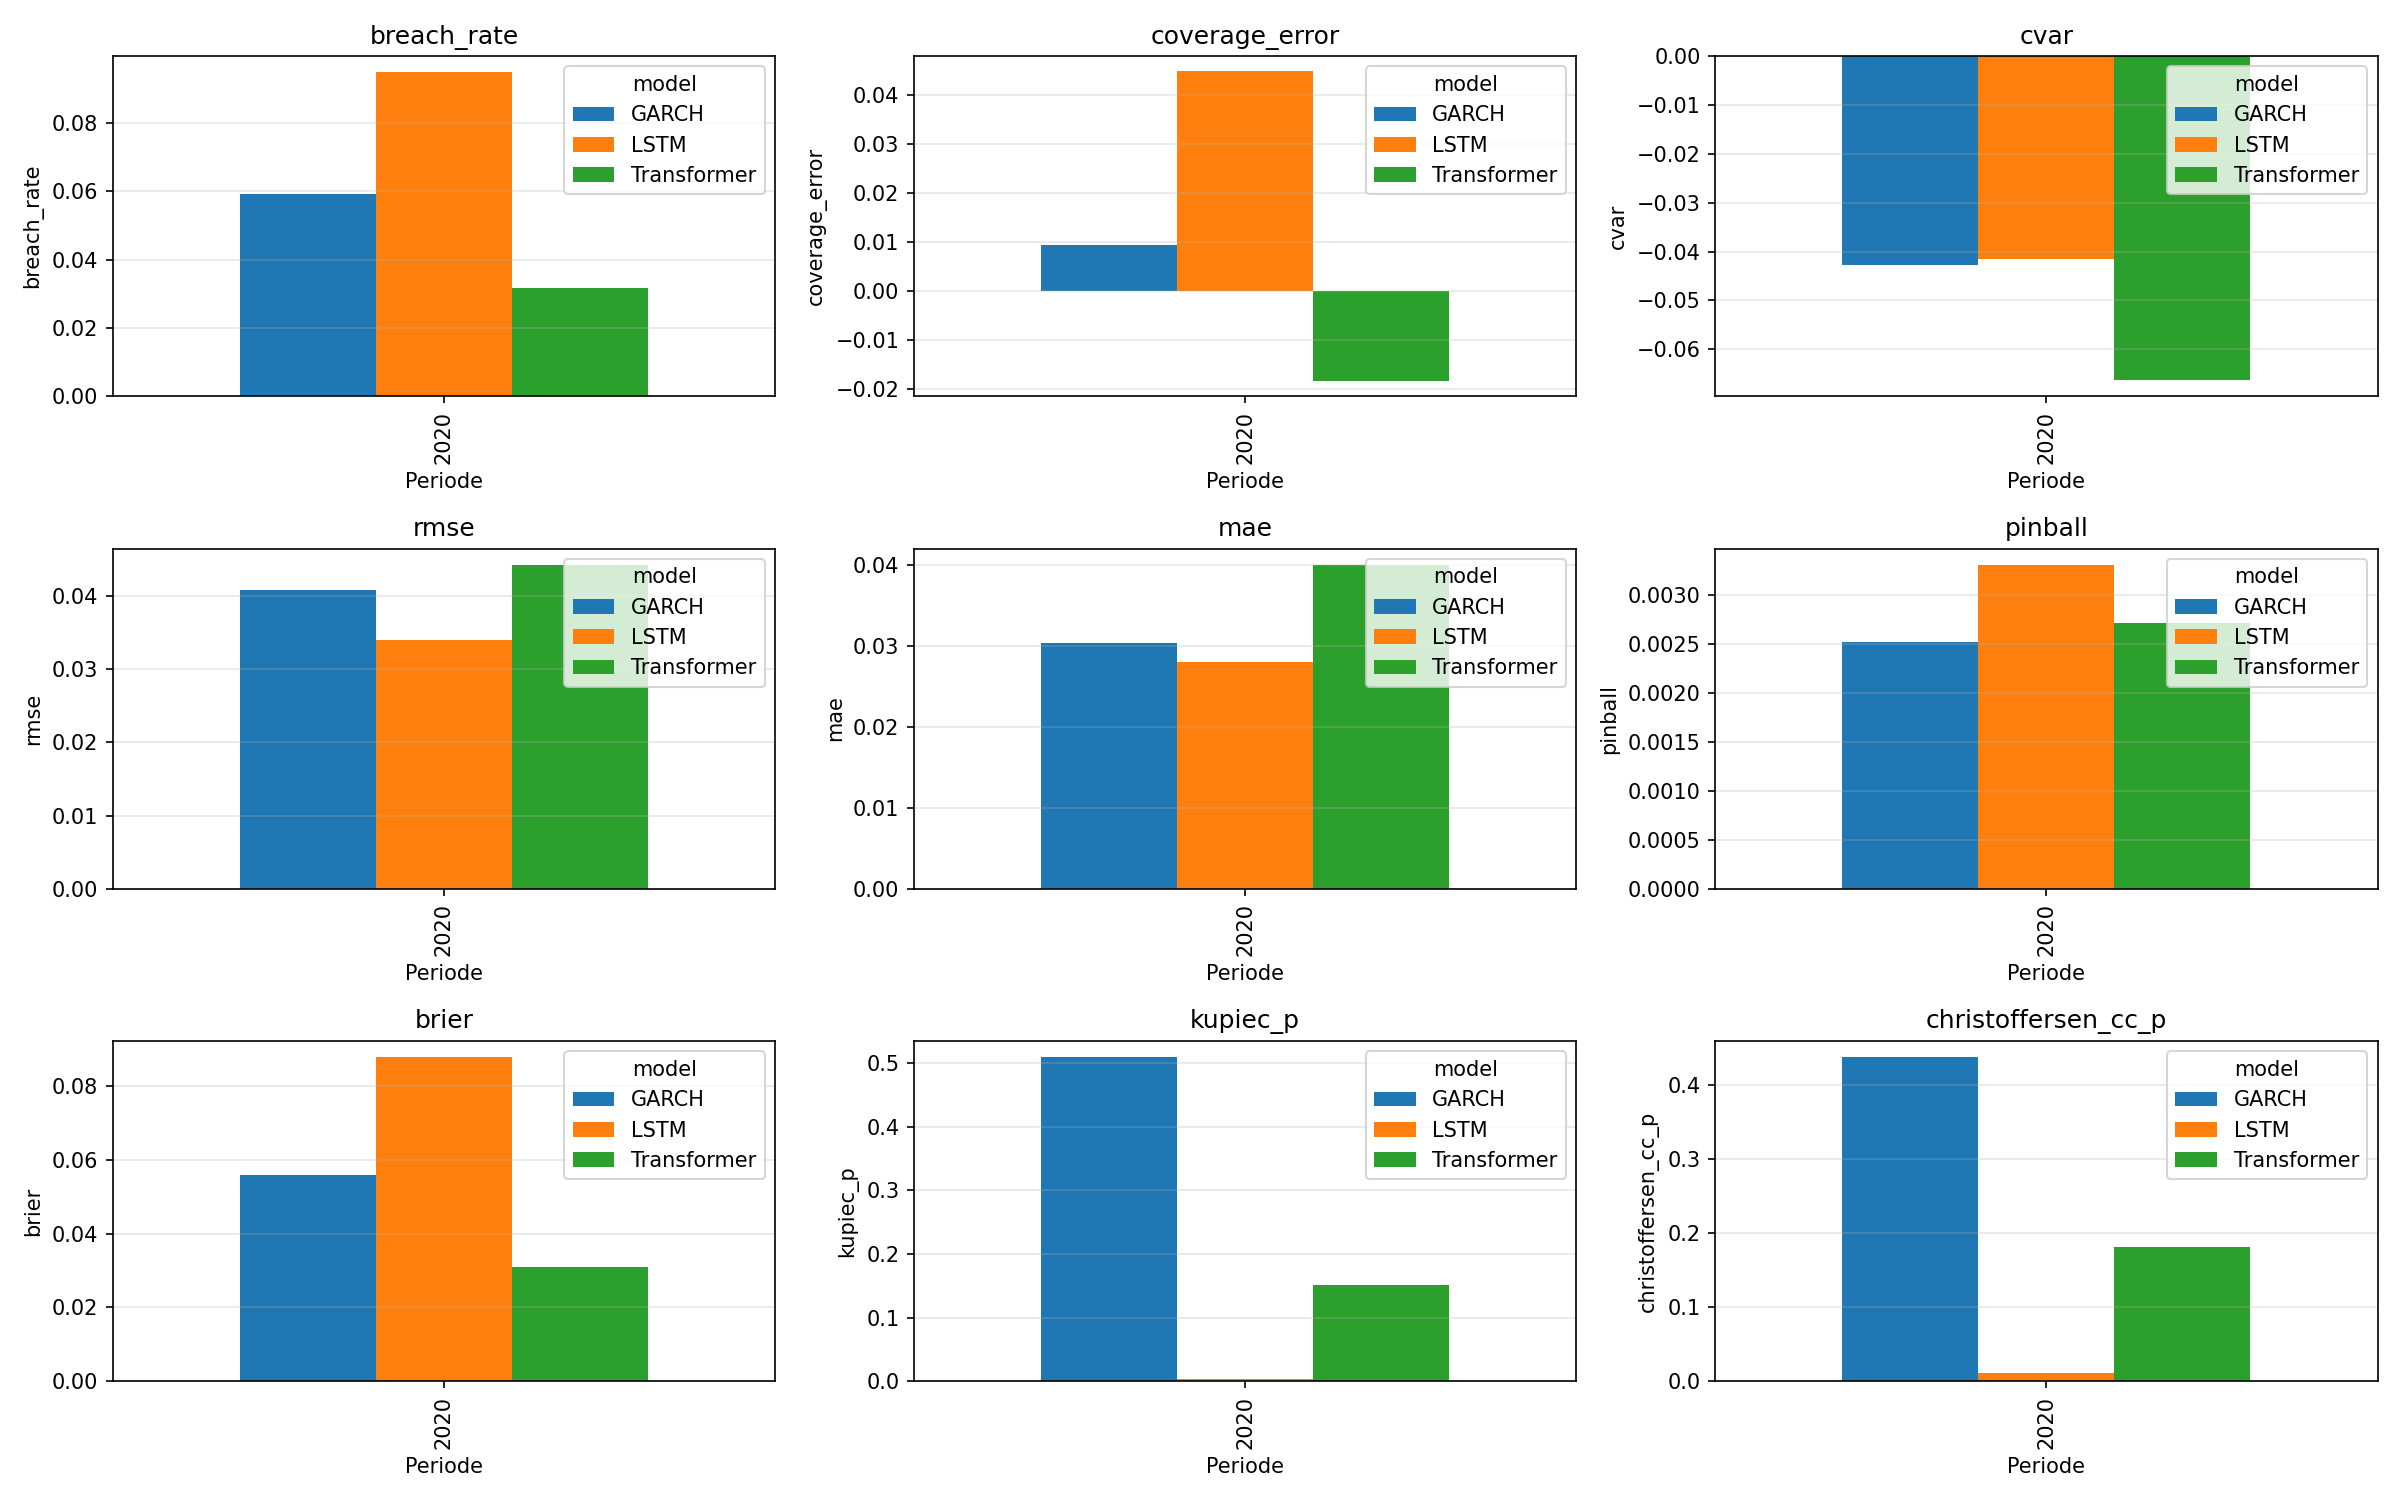 breach_rate
breach_rate
0.08
0.06
0.04
0.02
0.00
model
GARCH
LSTM
Transformer
2020
Periode
coverage_error
coverage_error
0.04
0.03
0.02
0.01
0.00
−0.01
−0.02
model
GARCH
LSTM
Transformer
2020
Periode
cvar
cvar
0.00
−0.01
−0.02
−0.03
−0.04
−0.05
−0.06
model
GARCH
LSTM
Transformer
2020
Periode
rmse
rmse
0.04
0.03
0.02
0.01
0.00
model
GARCH
LSTM
Transformer
2020
Periode
mae
mae
0.04
0.03
0.02
0.01
0.00
model
GARCH
LSTM
Transformer
2020
Periode
pinball
pinball
0.0030
0.0025
0.0020
0.0015
0.0010
0.0005
0.0000
model
GARCH
LSTM
Transformer
2020
Periode
brier
brier
0.08
0.06
0.04
0.02
0.00
model
GARCH
LSTM
Transformer
2020
Periode
kupiec_p
kupiec_p
0.5
0.4
0.3
0.2
0.1
0.0
model
GARCH
LSTM
Transformer
2020
Periode
christoffersen_cc_p
christoffersen_cc_p
0.4
0.3
0.2
0.1
0.0
model
GARCH
LSTM
Transformer
2020
Periode